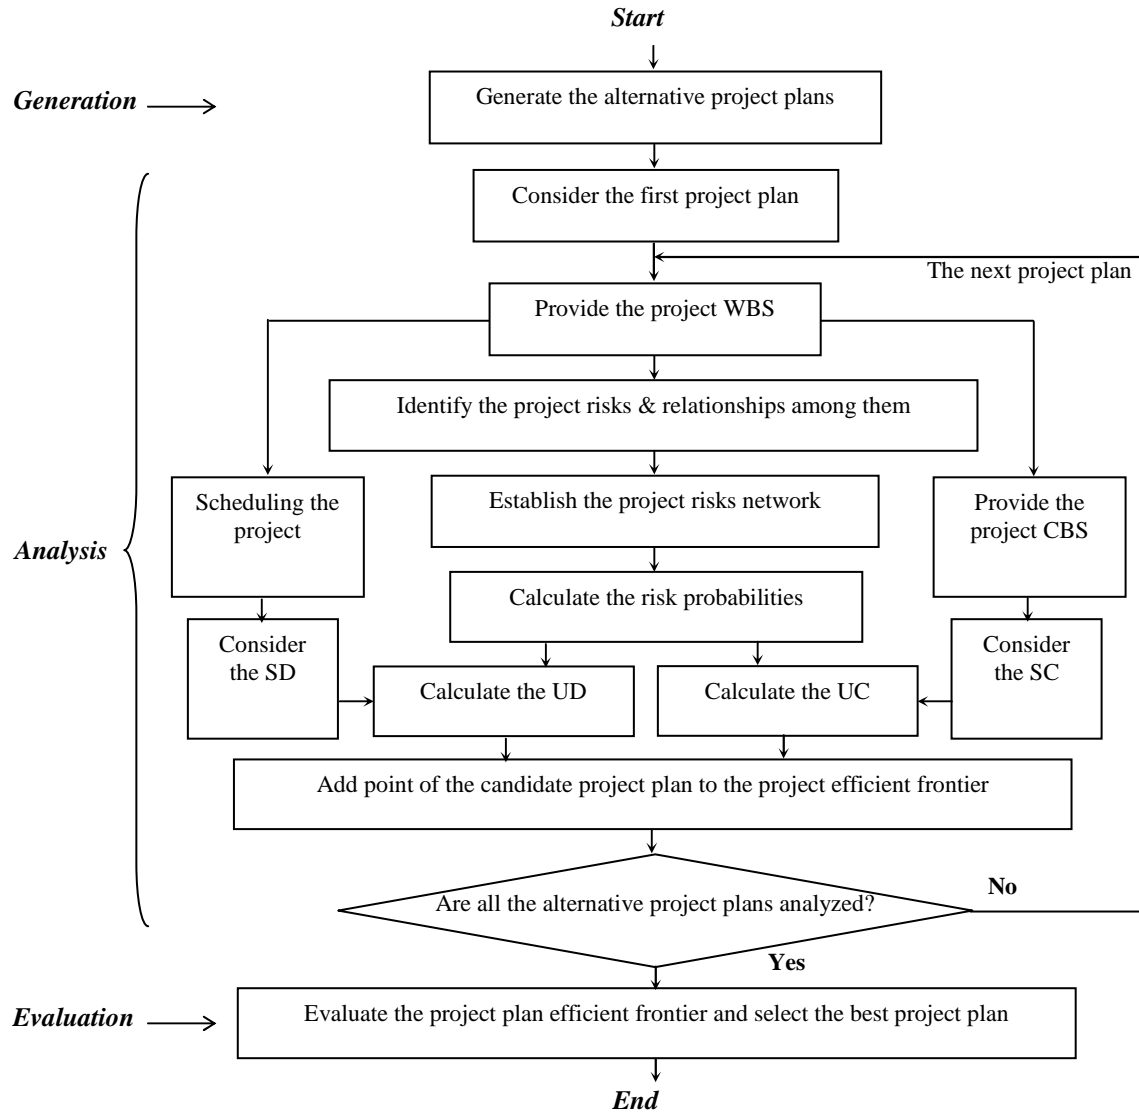 Start
Generation
Generate the alternative project plans
Consider the first project plan
The next project plan
Provide the project WBS
Identify the project risks & relationships among them
Scheduling the
project
Establish the project risks network
Provide the
project CBS
Analysis
Calculate the risk probabilities
Consider
the SD
Calculate the UD
Calculate the UC
Consider
the SC
Add point of the candidate project plan to the project efficient frontier
Are all the alternative project plans analyzed?
No
Yes
Evaluation
Evaluate the project plan efficient frontier and select the best project plan
End